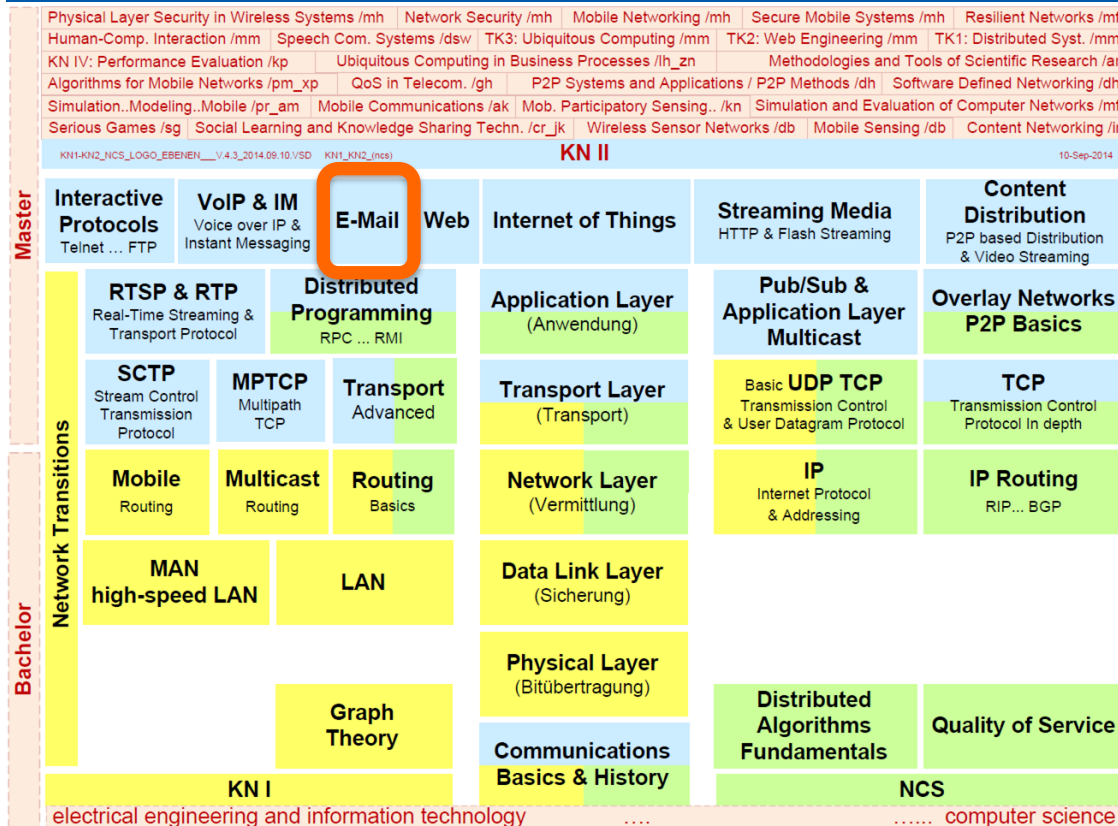 Physical Layer Security in Wireless Systems /mh Network Security /mh Mobile Networking /mh Secure Mobile Systems /mh Resilient Networks /mf
Human-Comp. Interaction /mm Speech Com. Systems /dsw TK3: Ubiquitous Computing /mm TK2: Web Engineering /mm TK1: Distributed Syst. /mm
KN IV: Performance Evaluation /kp Ubiquitous Computing in Business Processes /lh_zn Methodologies and Tools of Scientific Research /ar
Algorithms for Mobile Networks /pm_xp QoS in Telecom. /gh P2P Systems and Applications / P2P Methods /dh Software Defined Networking /dh
Simulation..Modeling..Mobile /pr_am Mobile Communications /ak Mob. Participatory Sensing.. /kn Simulation and Evaluation of Computer Networks /mf
Serious Games /sg Social Learning and Knowledge Sharing Techn. /cr_jk Wireless Sensor Networks /db Mobile Sensing /db Content Networking /ir
KN1-KN2_NCS_LOGO_EBENEN___V.4.3_2014.09.10.VSD KN1_KN2_(ncs) KN II 10-Sep-2014
Master
Interactive
Protocols
Telnet ... FTP
VoIP & IM
Voice over IP &
Instant Messaging
E-Mail
Web
Internet of Things
Streaming Media
HTTP & Flash Streaming
Content
Distribution
P2P based Distribution
& Video Streaming
Network Transitions
RTSP & RTP
Real-Time Streaming &
Transport Protocol
Distributed
Programming
RPC ... RMI
Application Layer
(Anwendung)
Pub/Sub &
Application Layer
Multicast
Overlay Networks
P2P Basics
SCTP
Stream Control
Transmission
Protocol
MPTCP
Multipath
TCP
Transport
Advanced
Transport Layer
(Transport)
Basic UDP TCP
Transmission Control
& User Datagram Protocol
TCP
Transmission Control
Protocol In depth
Bachelor
Mobile
Routing
Multicast
Routing
Routing
Basics
Network Layer
(Vermittlung)
IP
Internet Protocol
& Addressing
IP Routing
RIP... BGP
MAN
high-speed LAN
LAN
Data Link Layer
(Sicherung)
Physical Layer
(Bitübertragung)
Graph
Theory
Communications
Basics & History
Distributed
Algorithms
Fundamentals
Quality of Service
KN I
NCS
electrical engineering and information technology .... ...... computer science